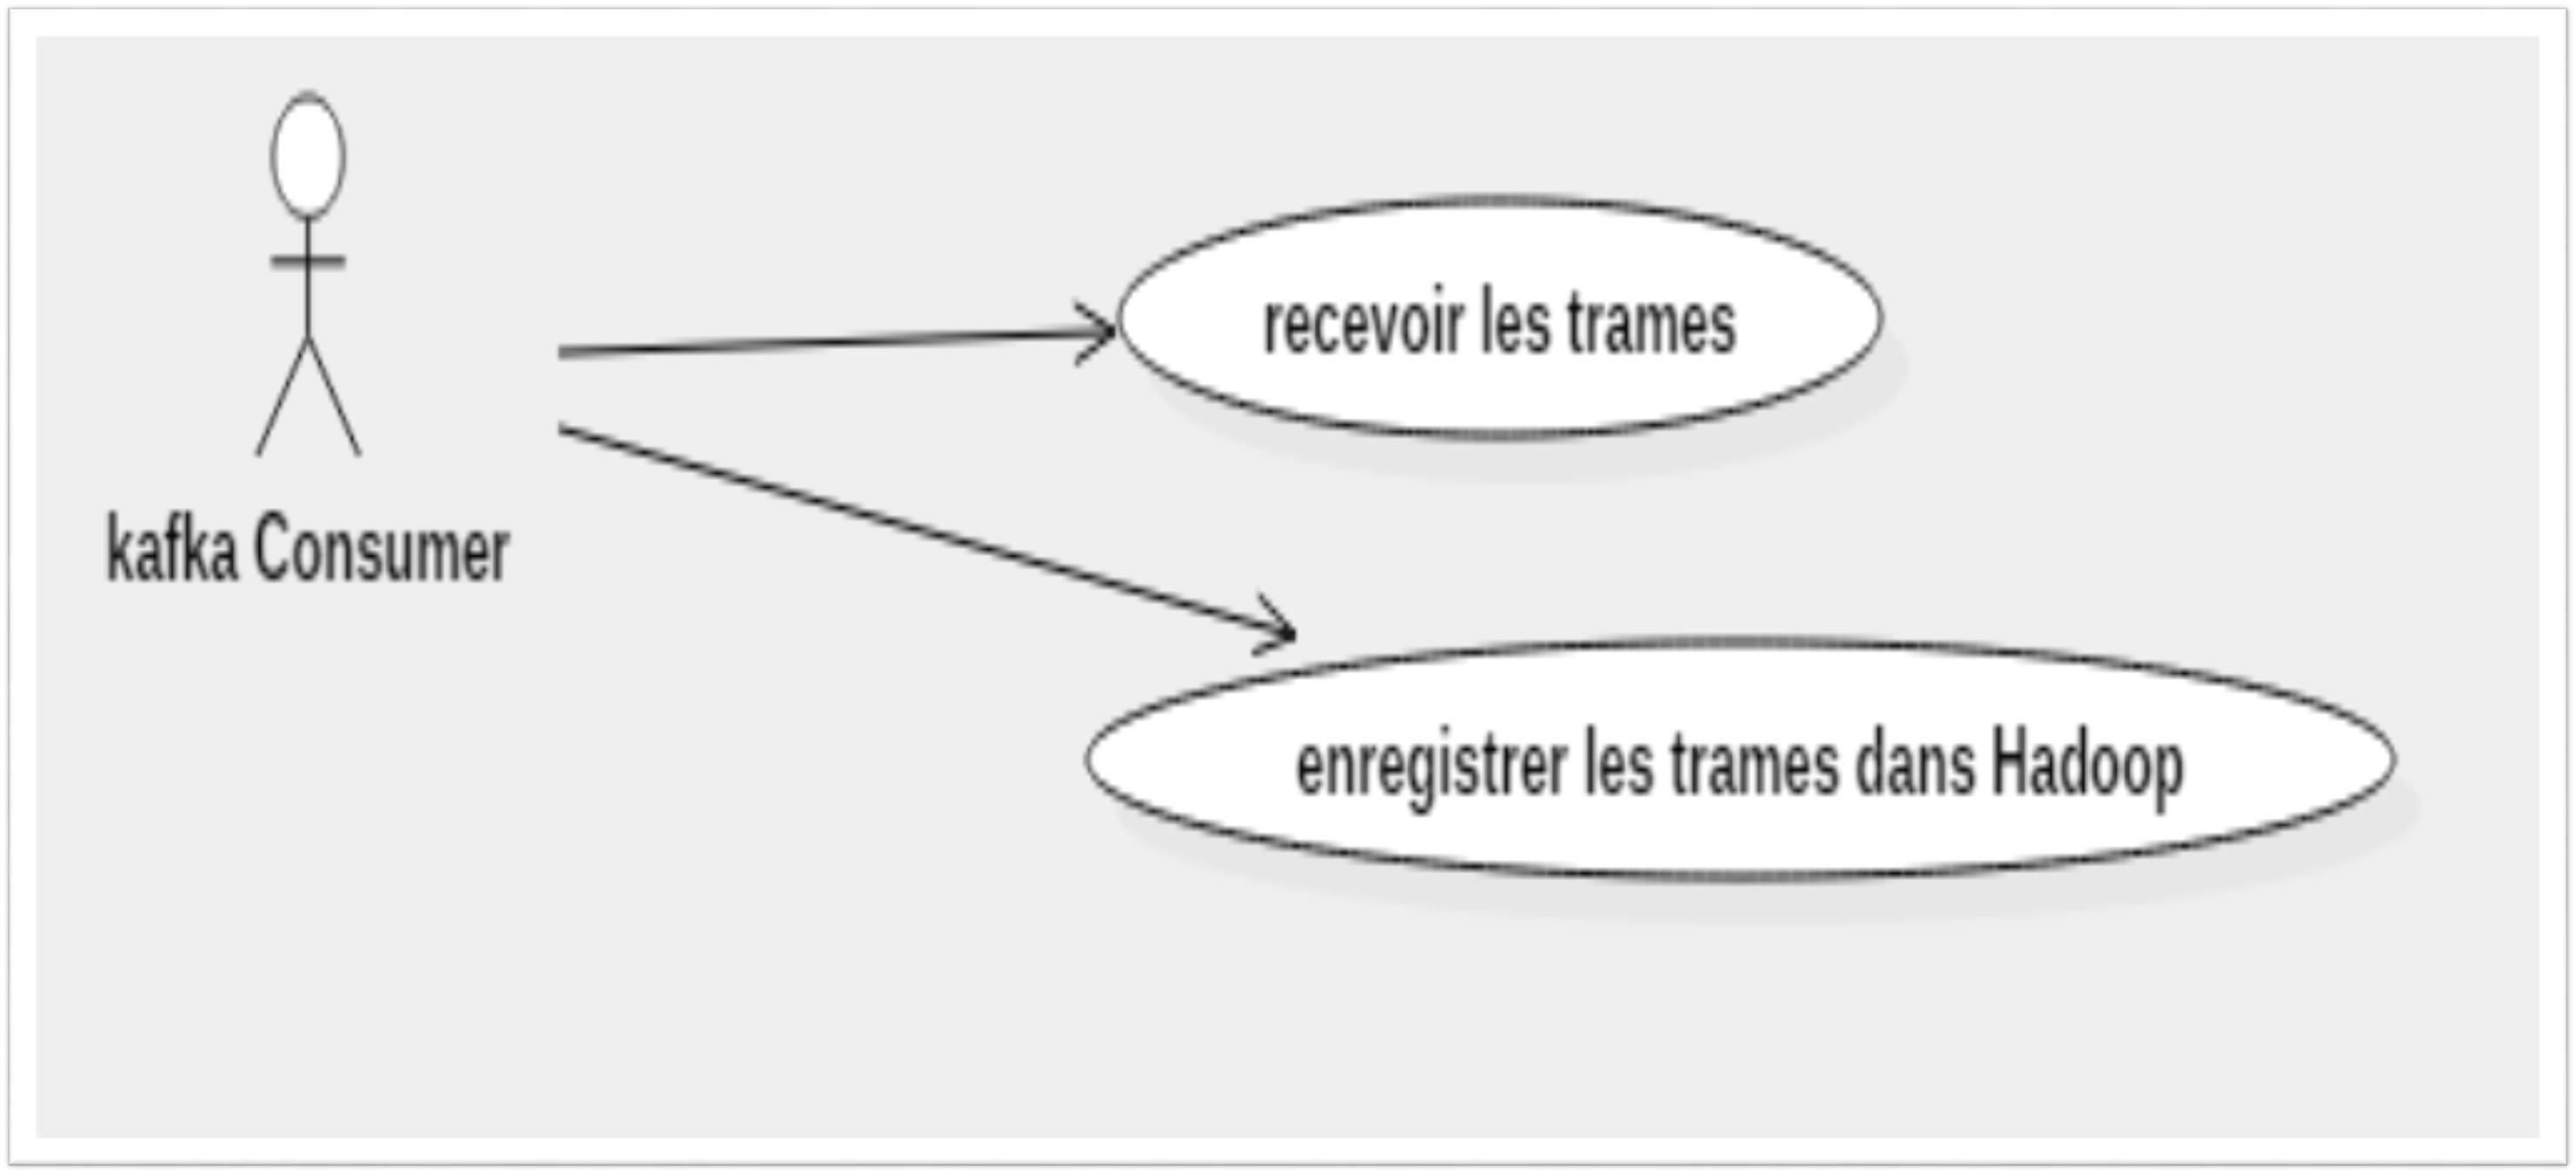 recevoir les trames
kafka Consumer
enregistrer les trames dans Hadoop